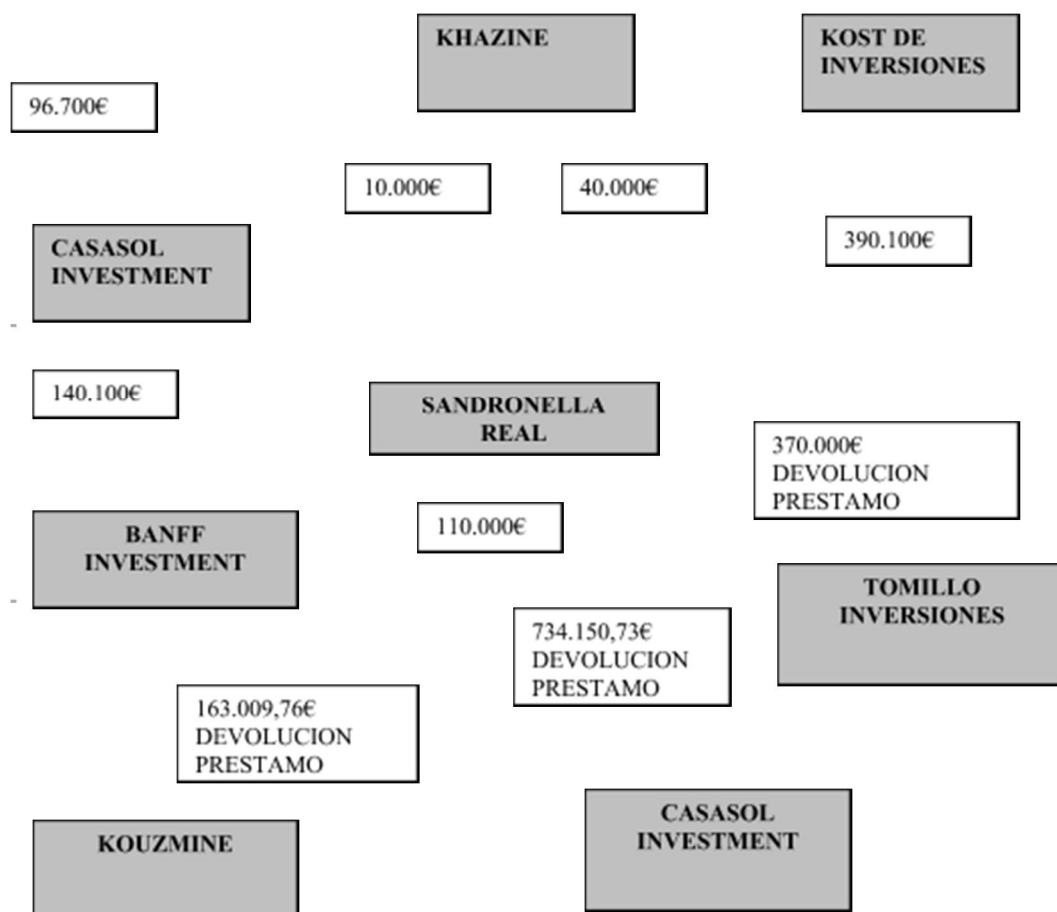 KHAZINE
KOST DE
INVERSIONES
96.700€
10.000€
40.000€
390.100€
CASASOL
INVESTMENT
140.100€
SANDRONELLA
REAL
370.000€
DEVOLUCION
PRESTAMO
110.000€
BANFF
INVESTMENT
TOMILLO
INVERSIONES
734.150,73€
DEVOLUCION
PRESTAMO
163.009,76€
DEVOLUCION
PRESTAMO
CASASOL
INVESTMENT
KOUZMINE